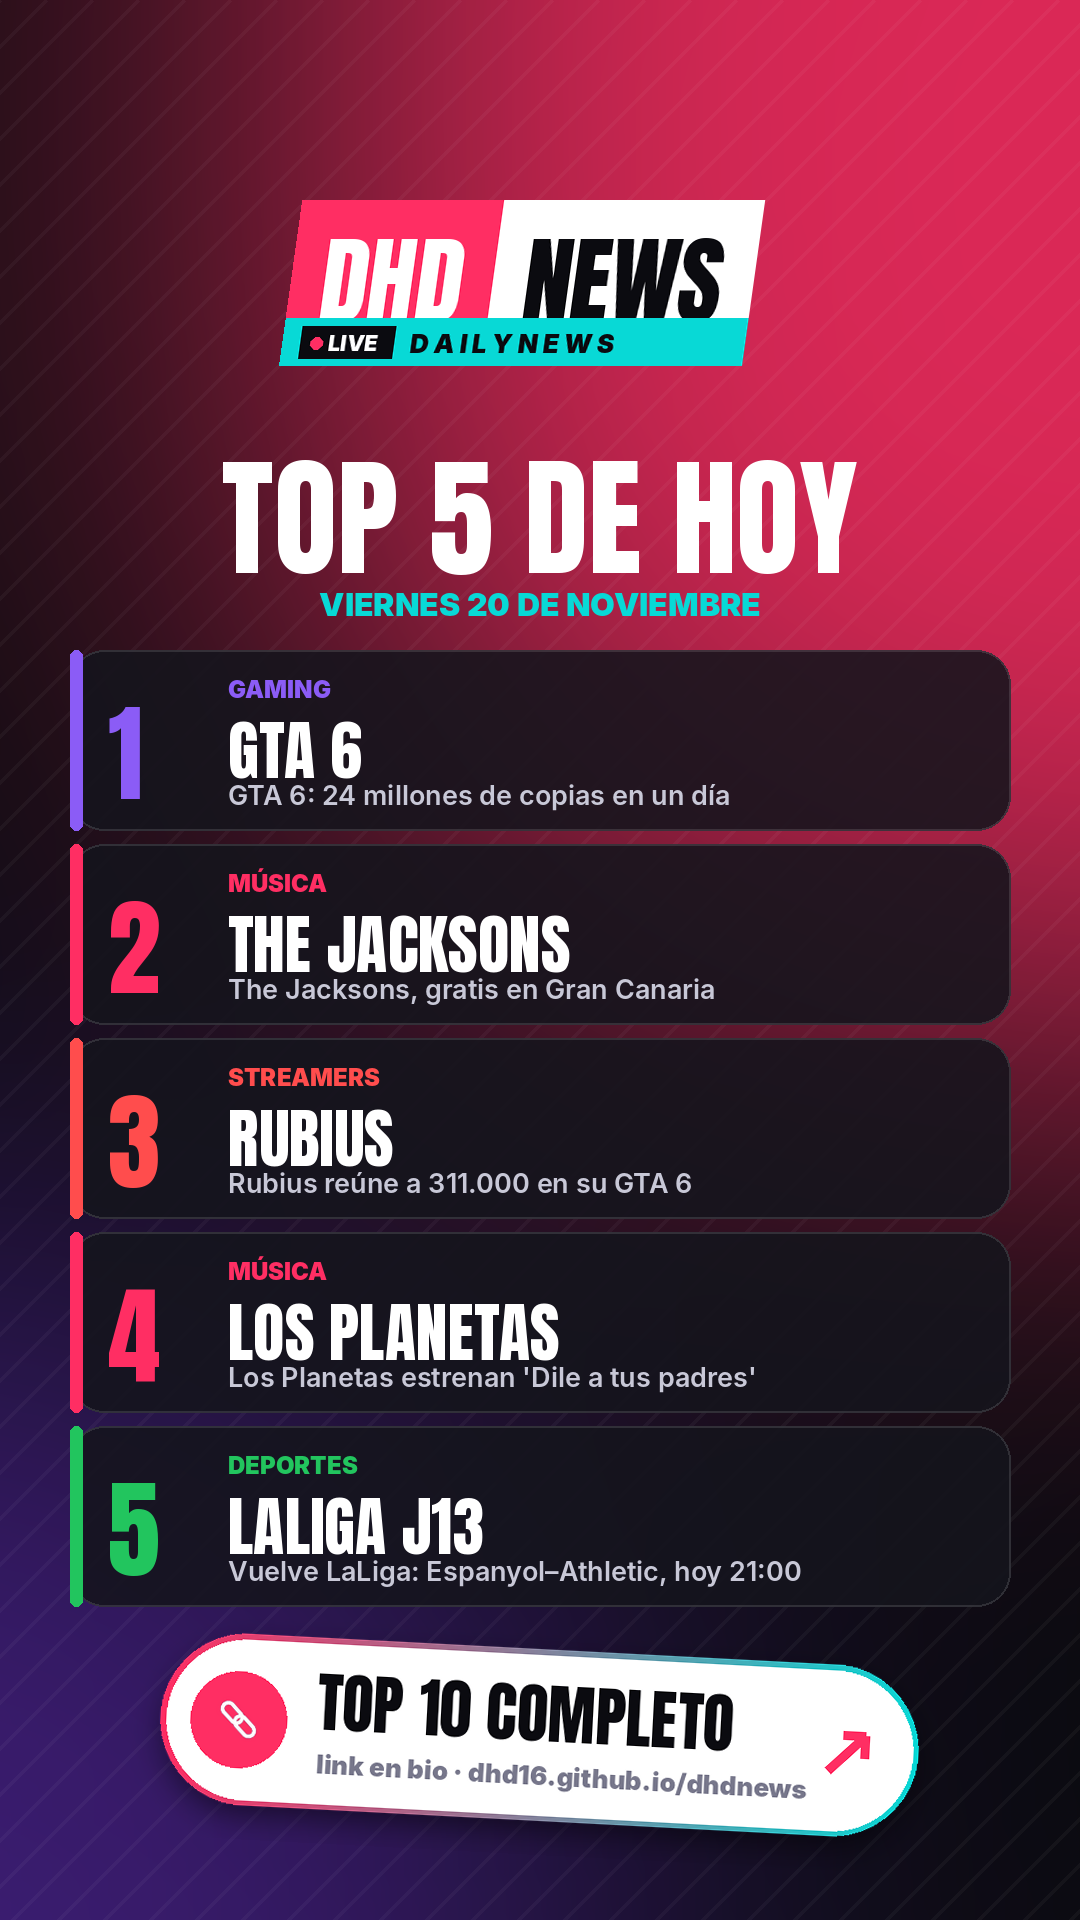 DHD NEWS
LIVE DAILYNEWS
TOP 5 DE HOY
VIERNES 20 DE NOVIEMBRE
1
GAMING
GTA 6
GTA 6: 24 millones de copias en un día
2
MÚSICA
THE JACKSONS
The Jacksons, gratis en Gran Canaria
3
STREAMERS
RUBIUS
Rubius reúne a 311.000 en su GTA 6
4
MÚSICA
LOS PLANETAS
Los Planetas estrenan 'Dile a tus padres'
5
DEPORTES
LALIGA J13
Vuelve LaLiga: Espanyol–Athletic, hoy 21:00
TOP 10 COMPLETO
link en bio · dhd16.github.io/dhdnews